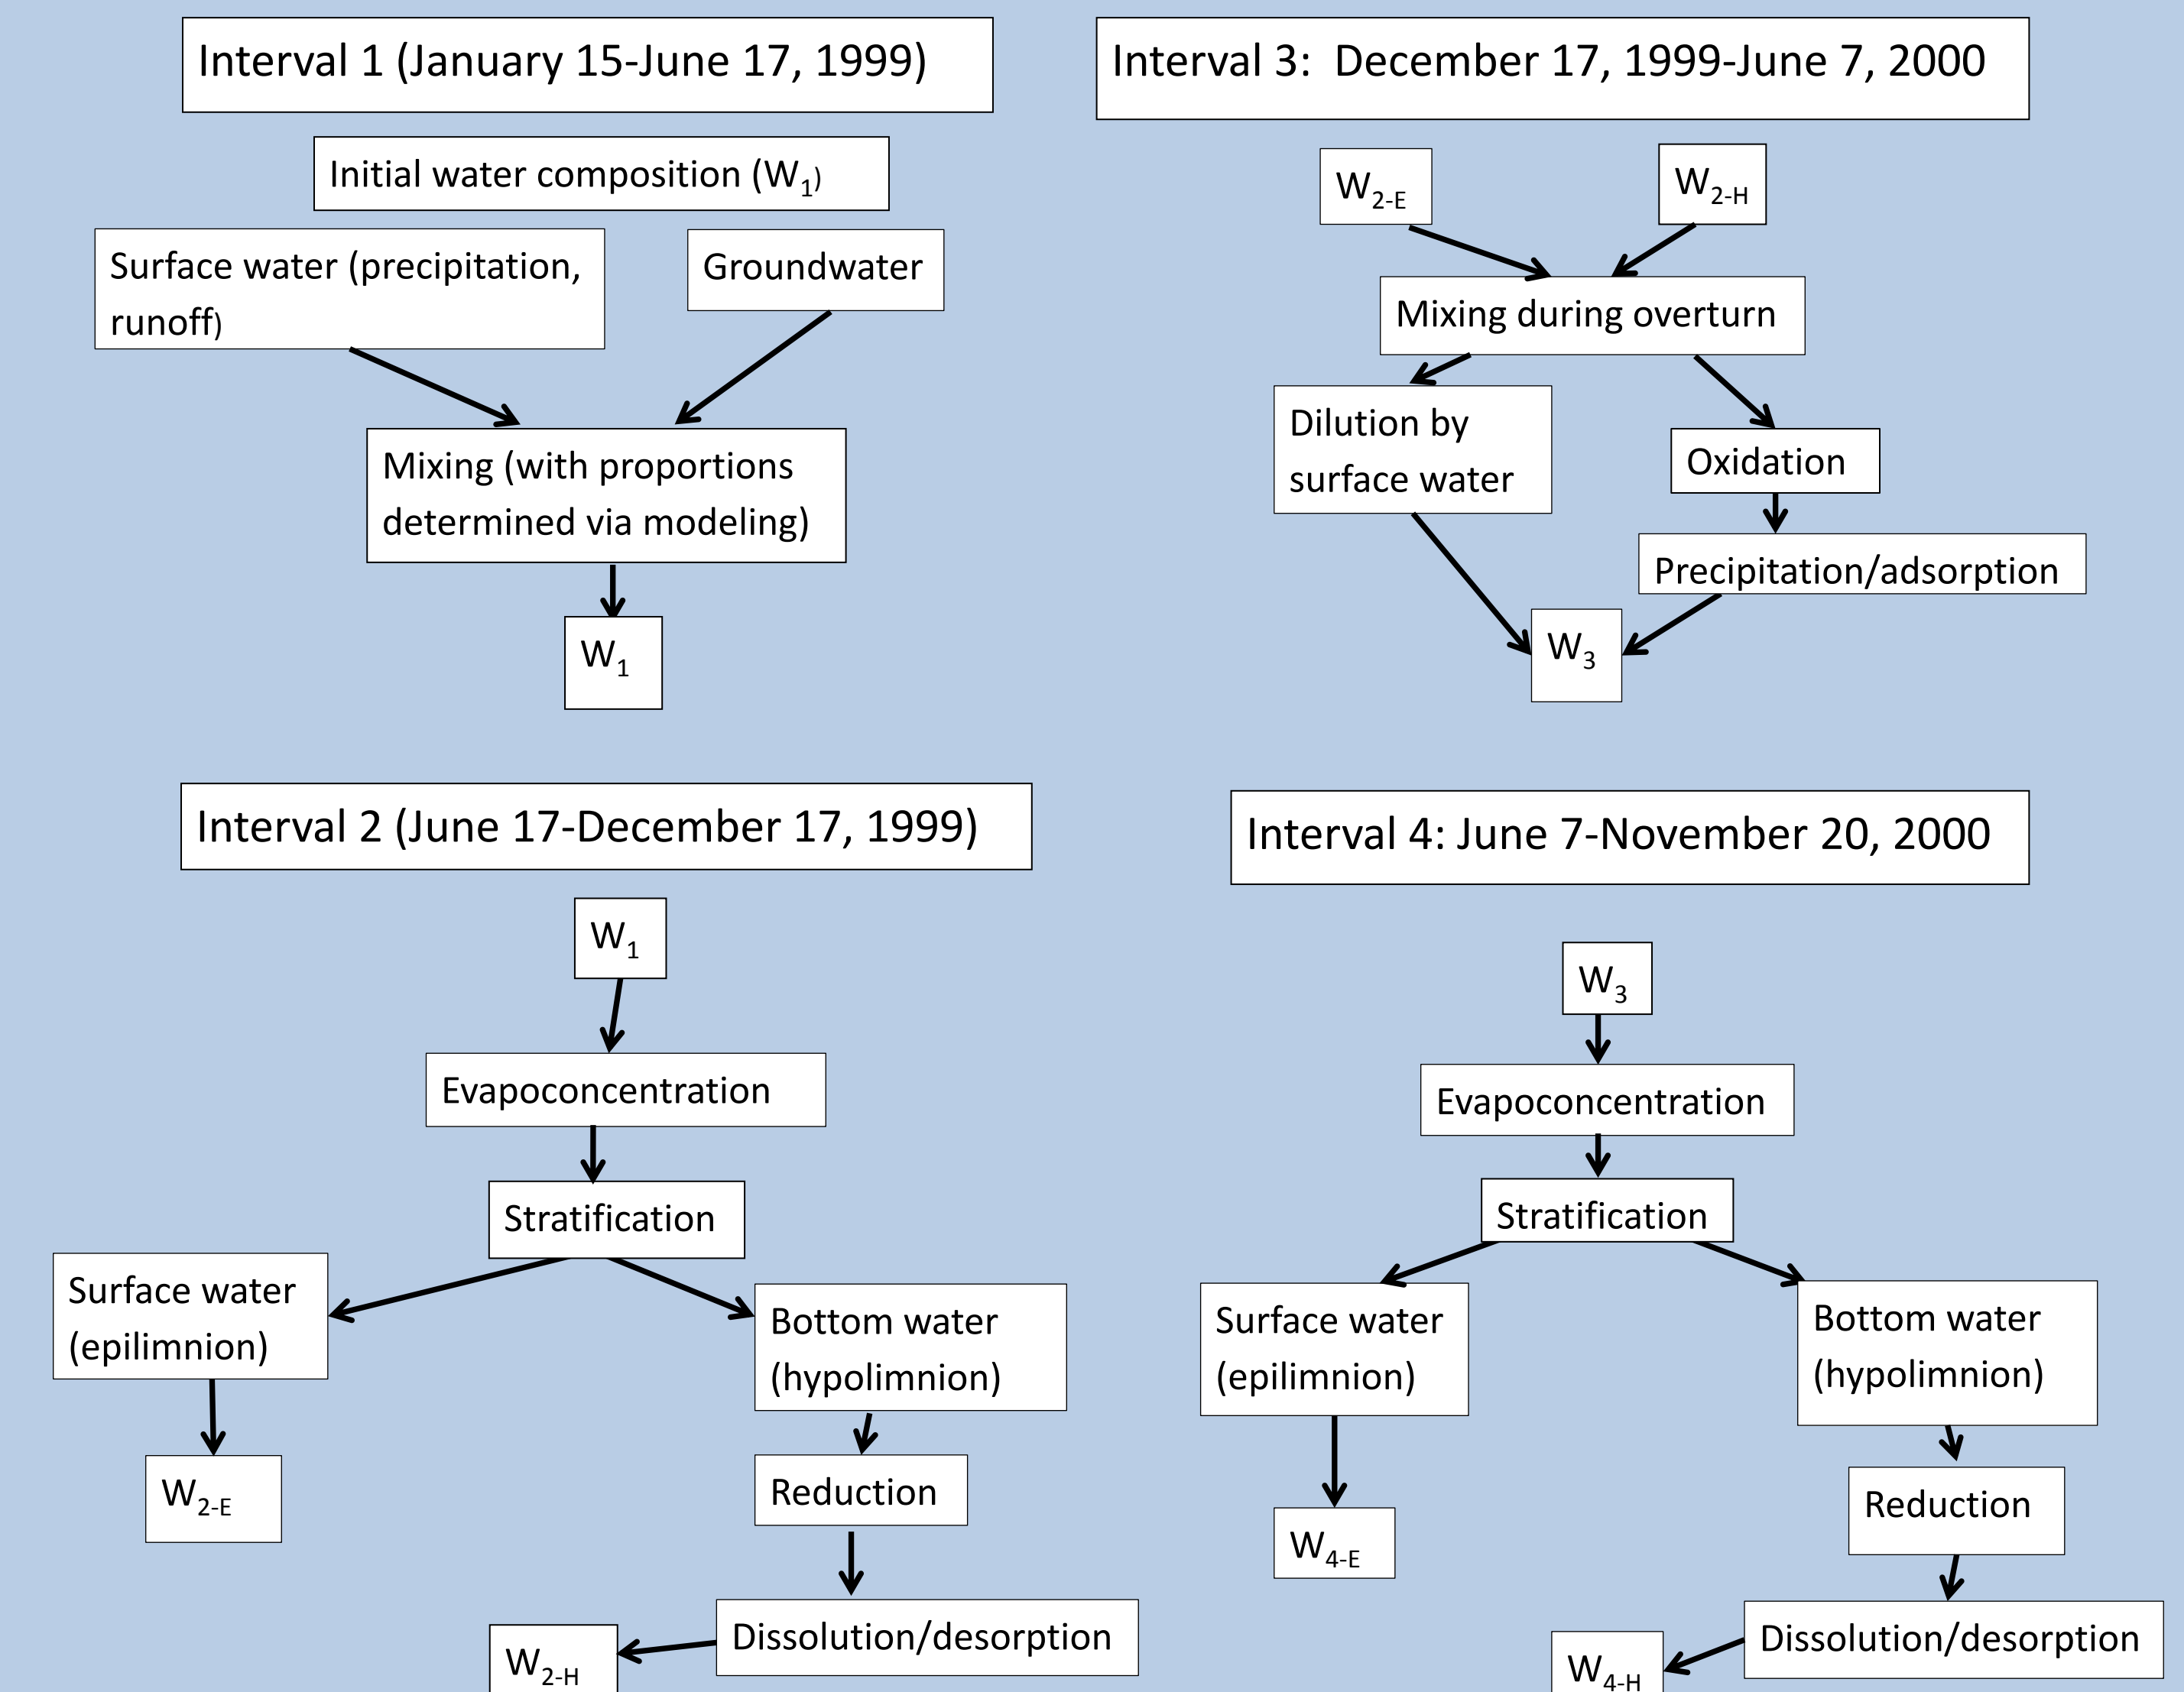 Interval 1 (January 15-June 17, 1999)
Initial water composition (W1)
Surface water (precipitation,
runoff)
Groundwater
Mixing (with proportions
determined via modeling)
W1
Interval 2 (June 17-December 17, 1999)
W1
Evapoconcentration
Stratification
Surface water
(epilimnion)
Bottom water
(hypolimnion)
W2-E
Reduction
Dissolution/desorption
W2-H
Interval 3:  December 17, 1999-June 7, 2000
W2-E
W2-H
Mixing during overturn
Dilution by
surface water
Oxidation
Precipitation/adsorption
W3
Interval 4: June 7-November 20, 2000
W3
Evapoconcentration
Stratification
Surface water
(epilimnion)
Bottom water
(hypolimnion)
W4-E
Reduction
Dissolution/desorption
W4-H